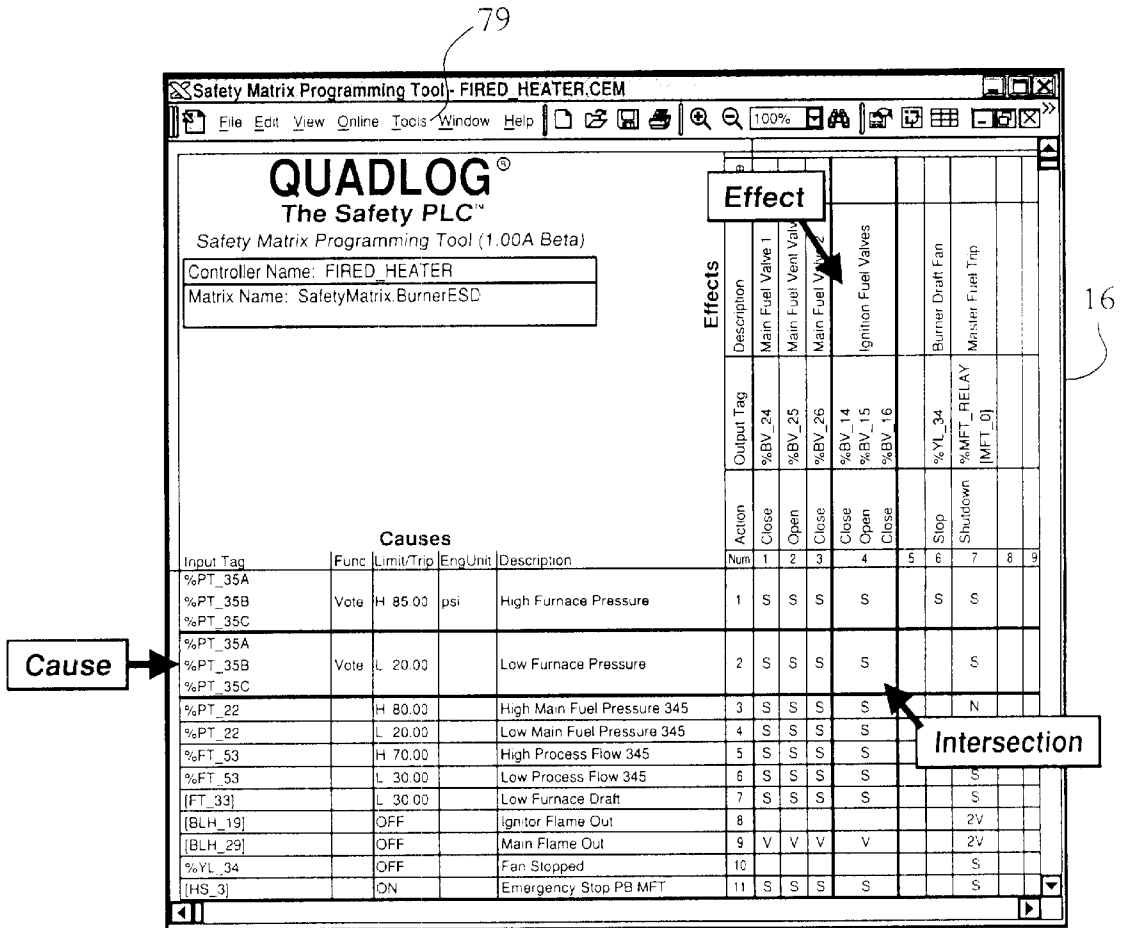 79
Safety Matrix Programming Tool - FIRED_HEATER.CEM
File Edit View Online Tools Window Help 100% »
QUADLOG®
The Safety PLC™
Safety Matrix Programming Tool (1.00A Beta)
Controller Name: FIRED_HEATER
Matrix Name: SafetyMatrix.BurnerESD
Effect
16
Effects
Description
Main Fuel Valve 1
Main Fuel Vent Valv
Main Fuel Valve 2
Ignition Fuel Valves
Burner Draft Fan
Master Fuel Trip
Output Tag
%BV_24
%BV_25
%BV_26
%BV_14
%BV_15
%BV_16
%YL_34
%MFT_RELAY
[MFT_0]
Action
Close
Open
Close
Close
Open
Close
Stop
Shutdown
Causes
Input Tag Func Limit/Trip EngUnit Description Num 1 2 3 4 5 6 7 8 9
%PT_35A
%PT_35B Vote H 85.00 psi High Furnace Pressure 1 S S S S S S
%PT_35C
Cause
%PT_35A
%PT_35B Vote L 20.00 Low Furnace Pressure 2 S S S S S
%PT_35C
%PT_22 H 80.00 High Main Fuel Pressure 345 3 S S S S N
%PT_22 L 20.00 Low Main Fuel Pressure 345 4 S S S S
Intersection
%FT_53 H 70.00 High Process Flow 345 5 S S S S
%FT_53 L 30.00 Low Process Flow 345 6 S S S S S
[FT_33] L 30.00 Low Furnace Draft 7 S S S S S
[BLH_19] OFF Ignitor Flame Out 8 2V
[BLH_29] OFF Main Flame Out 9 V V V V 2V
%YL_34 OFF Fan Stopped 10 S
[HS_3] ON Emergency Stop PB MFT 11 S S S S S